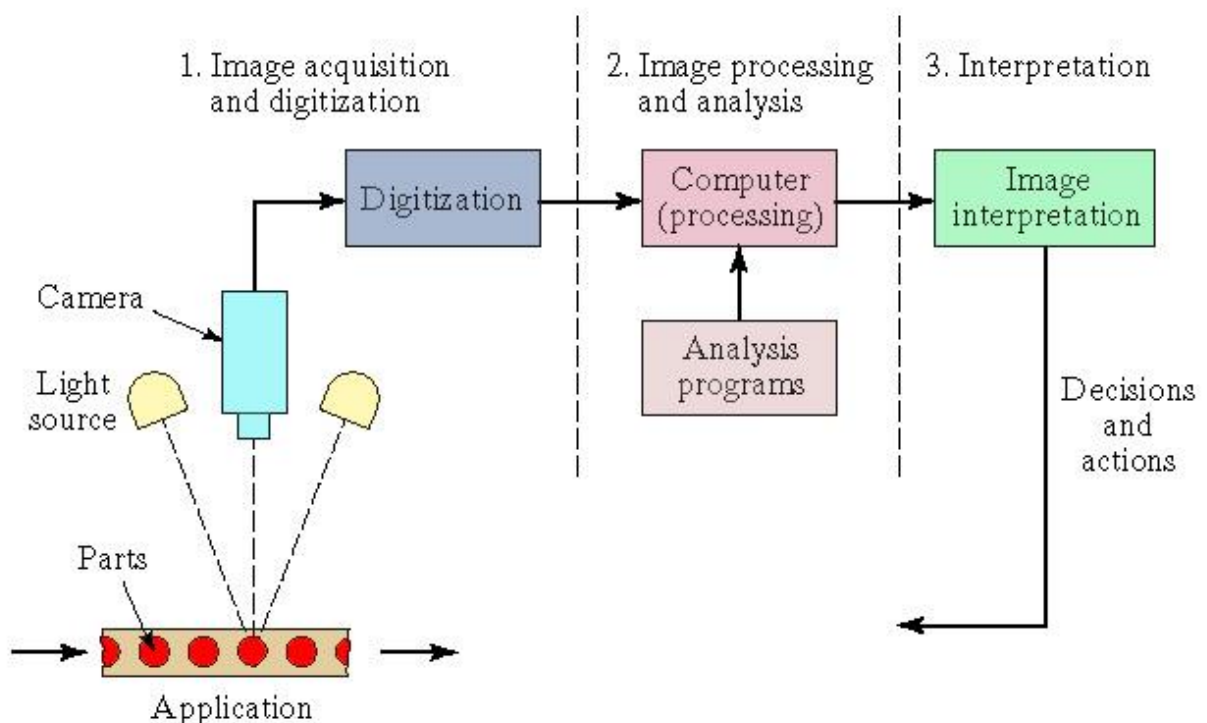 1. Image acquisition
and digitization
2. Image processing
and analysis
3. Interpretation
Digitization
Computer
(processing)
Image
interpretation
Camera
Analysis
programs
Light
source
Decisions
and
actions
Parts
Application